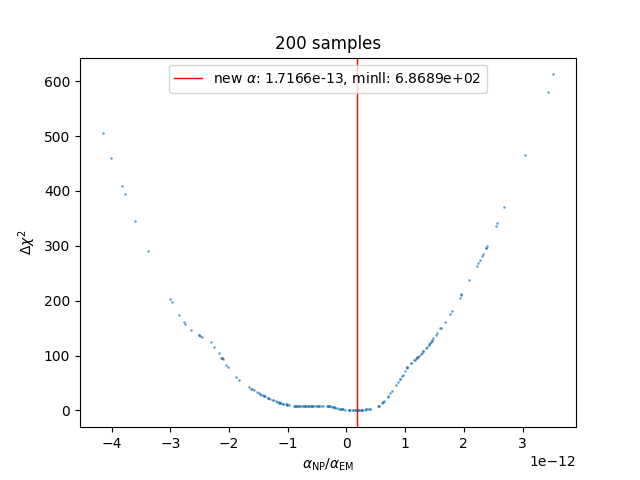 200 samples
new α: 1.7166e-13, minll: 6.8689e+02
600
500
400
300
200
100
0
Δχ²
−4 −3 −2 −1 0 1 2 3
1e−12
α_NP/α_EM